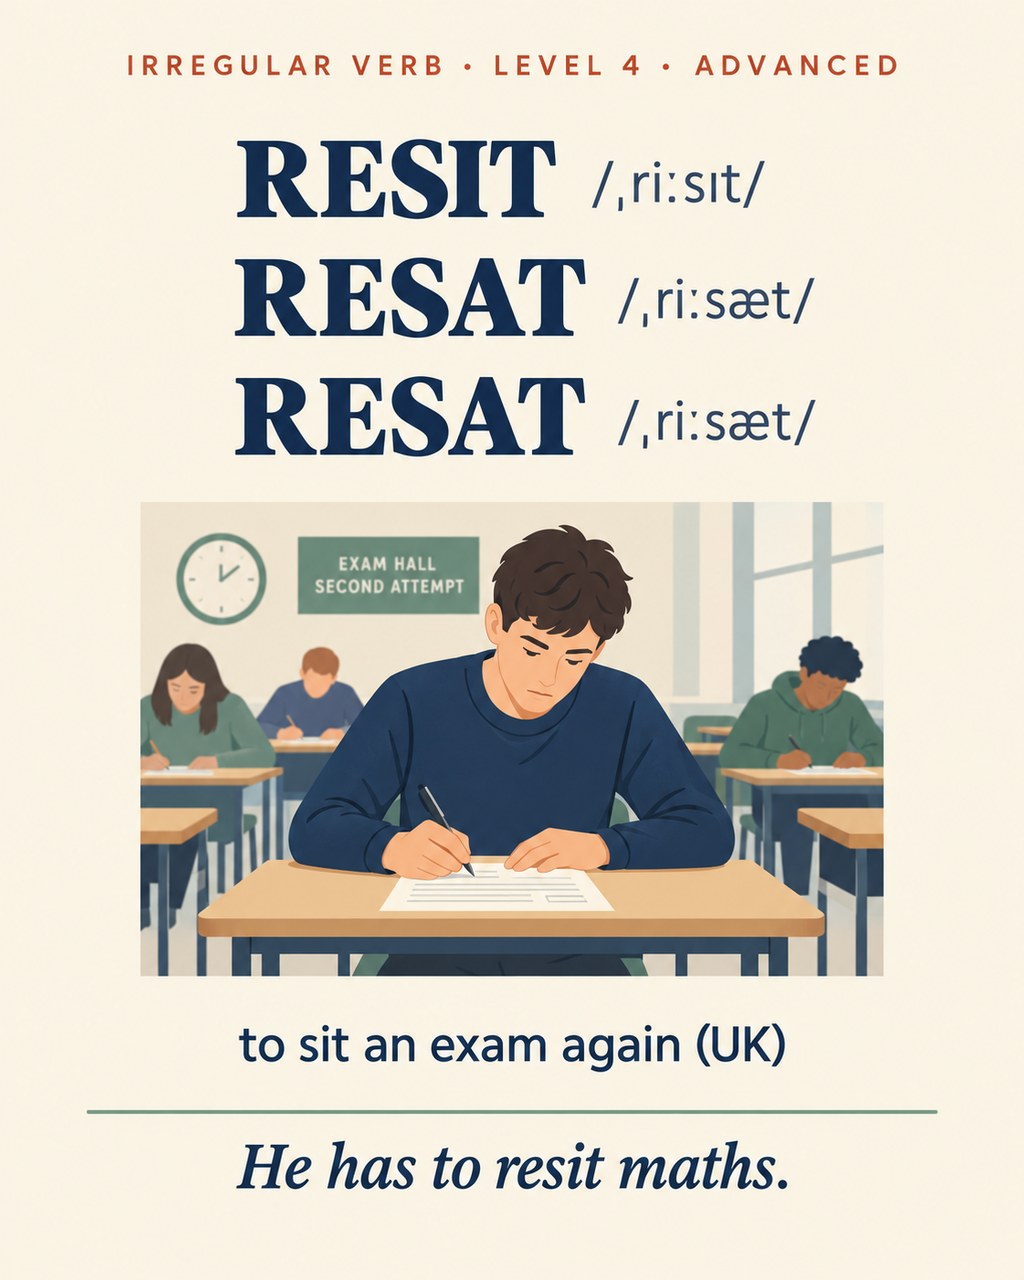 IRREGULAR VERB • LEVEL 4 • ADVANCED
RESIT /ˌriːsɪt/
RESAT /ˌriːsæt/
RESAT /ˌriːsæt/
EXAM HALL
SECOND ATTEMPT
to sit an exam again (UK)
He has to resit maths.